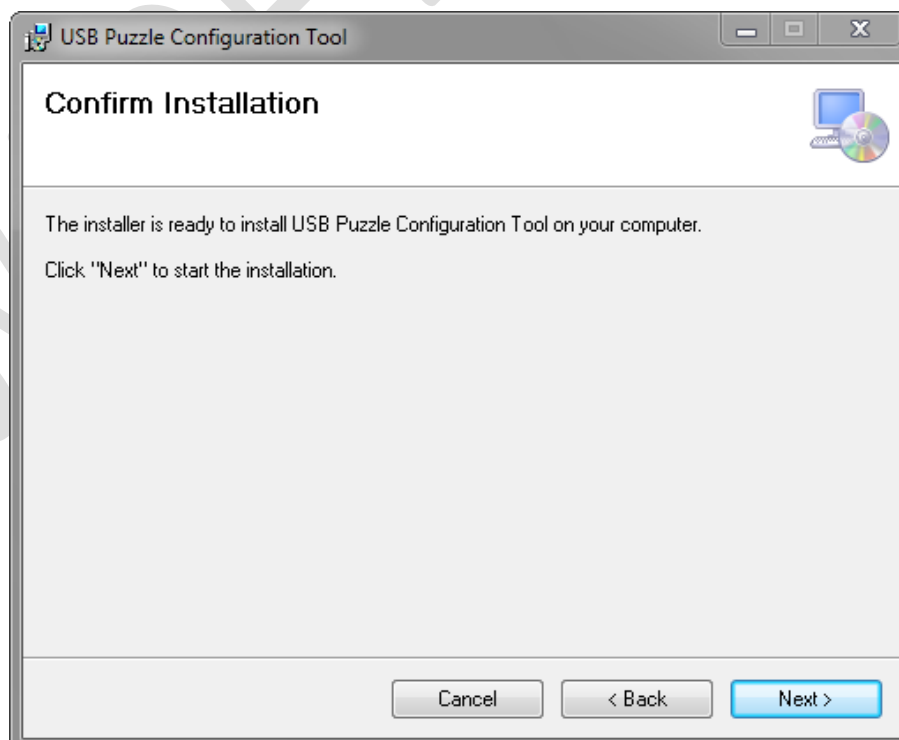 USB Puzzle Configuration Tool
Confirm Installation
The installer is ready to install USB Puzzle Configuration Tool on your computer.
Click "Next" to start the installation.
Cancel
< Back
Next >